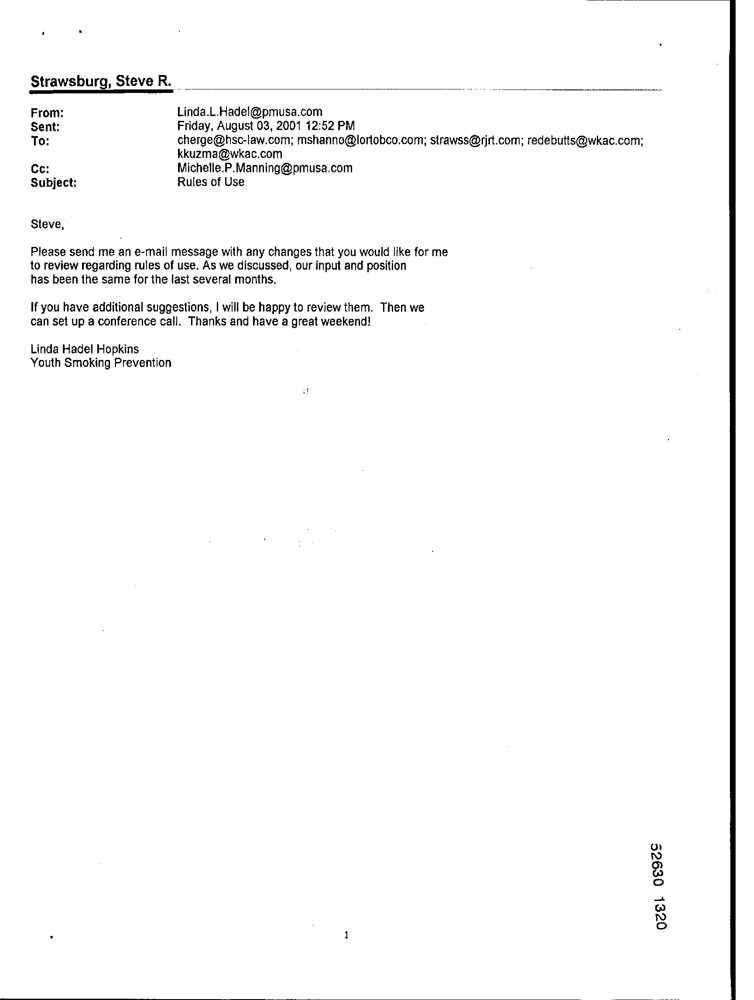 Strawsburg, Steve R.
From: Linda.L.Hadel@pmusa.com
Sent: Friday, August 03, 2001 12:52 PM
To: cherge@hsc-law.com; mshanno@lortobco.com; strawss@rjrt.com; redebutts@wkac.com;
kkuzma@wkac.com
Cc: Michelle.P.Manning@pmusa.com
Subject: Rules of Use
Steve,
Please send me an e-mail message with any changes that you would like for me
to review regarding rules of use. As we discussed, our input and position
has been the same for the last several months.
If you have additional suggestions, I will be happy to review them. Then we
can set up a conference call. Thanks and have a great weekend!
Linda Hadel Hopkins
Youth Smoking Prevention
52630 1320
1